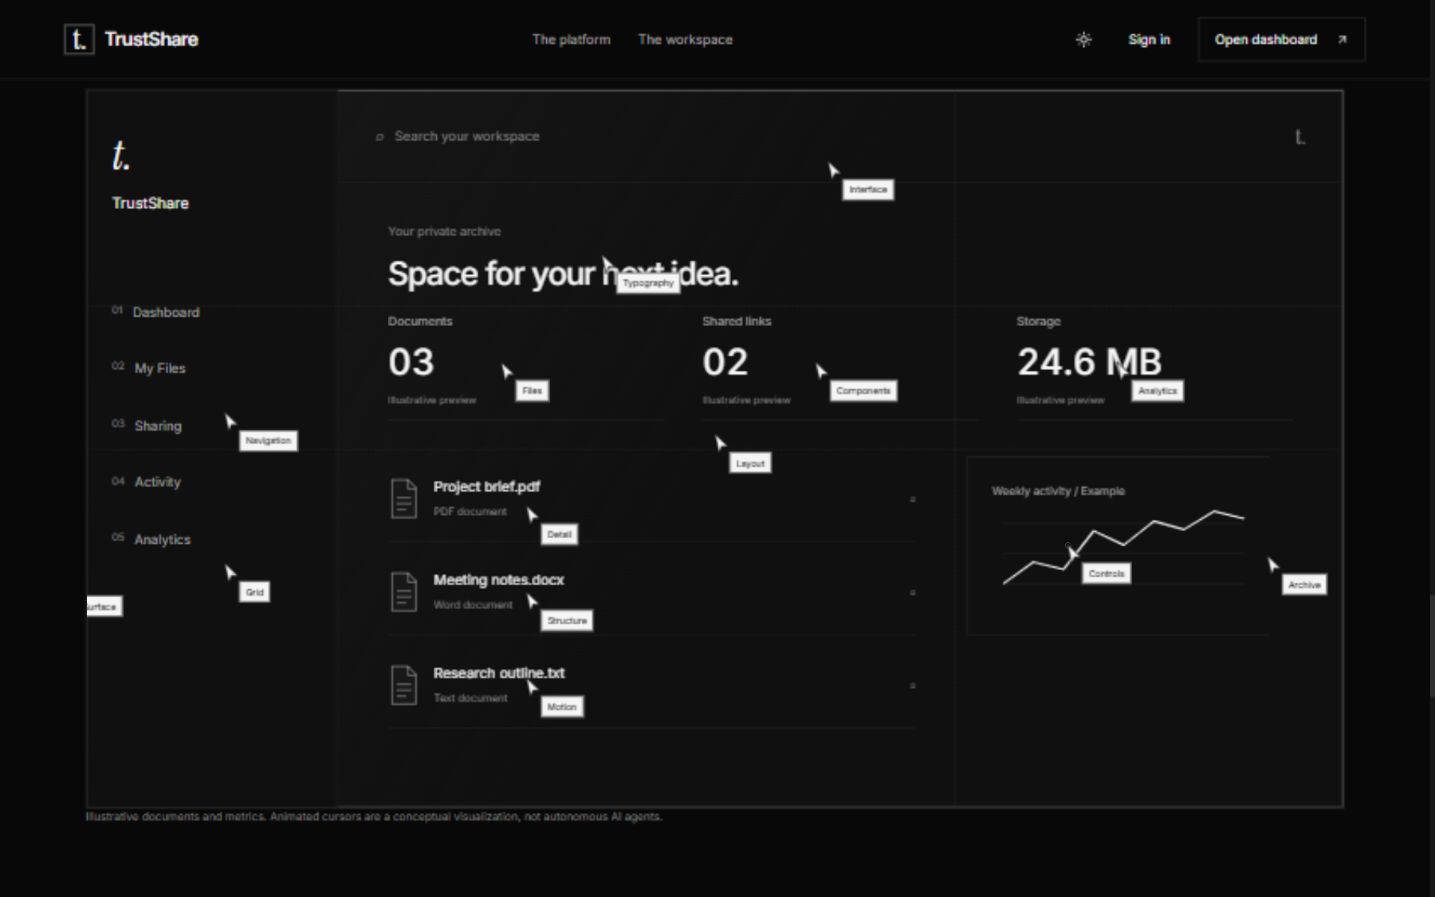 t. TrustShare
The platform
The workspace
Sign in
Open dashboard
t.
TrustShare
01 Dashboard
02 My Files
03 Sharing
Navigation
04 Activity
05 Analytics
Grid
urface
Search your workspace
t.
Interface
Your private archive
Space for your next idea.
Typography
Documents
03
Illustrative preview
Files
Shared links
02
Illustrative preview
Components
Storage
24.6 MB
Illustrative preview
Analytics
Layout
Project brief.pdf
PDF document
Detail
Meeting notes.docx
Word document
Structure
Research outline.txt
Text document
Motion
Weekly activity / Example
Controls
Archive
Illustrative documents and metrics. Animated cursors are a conceptual visualization, not autonomous AI agents.